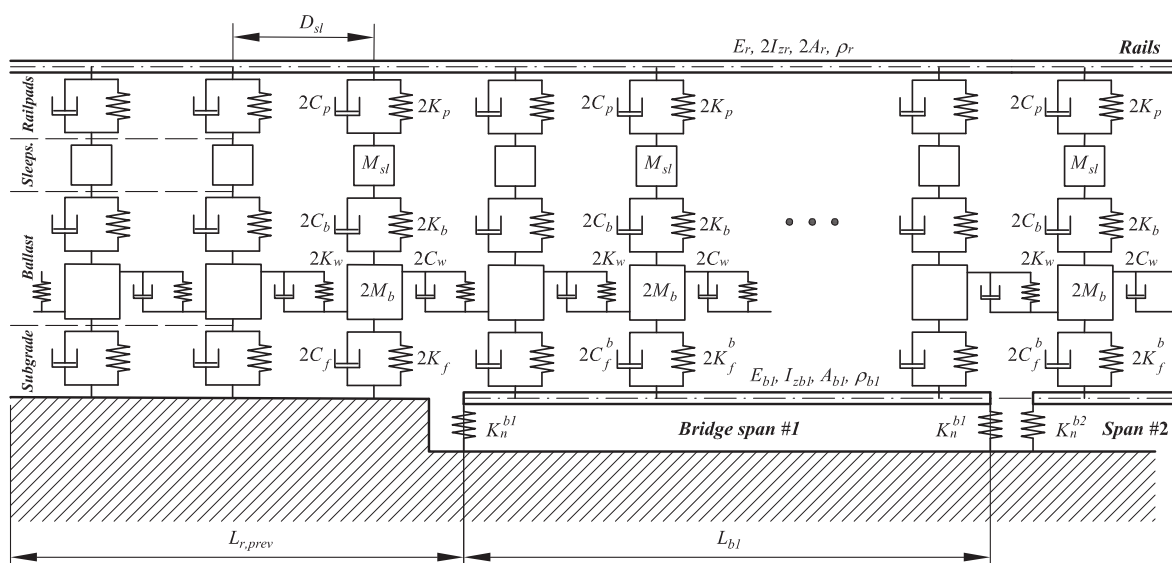 D_sl
E_r, 2I_zr, 2A_r, ρ_r
Rails
Railpads
2C_p 2K_p 2C_p 2K_p 2C_p 2K_p
Sleeps.
M_sl M_sl M_sl
2C_b 2K_b 2C_b 2K_b 2C_b 2K_b
Ballast
2K_w 2C_w 2K_w 2C_w 2K_w 2C_w
2M_b 2M_b 2M_b
Subgrade
2C_f 2K_f 2C_f^b 2K_f^b 2C_f^b 2K_f^b
E_b1, I_zb1, A_b1, ρ_b1
K_n^b1 Bridge span #1 K_n^b1 K_n^b2 Span #2
L_r,prev L_b1